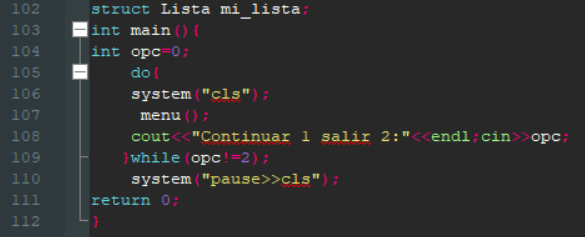 102 struct Lista mi_lista;
103 int main(){
104 int opc=0;
105 do{
106 system("cls");
107 menu();
108 cout<<"Continuar 1 salir 2:"<<endl;cin>>opc;
109 }while(opc!=2);
110 system("pause>>cls");
111 return 0;
112 }